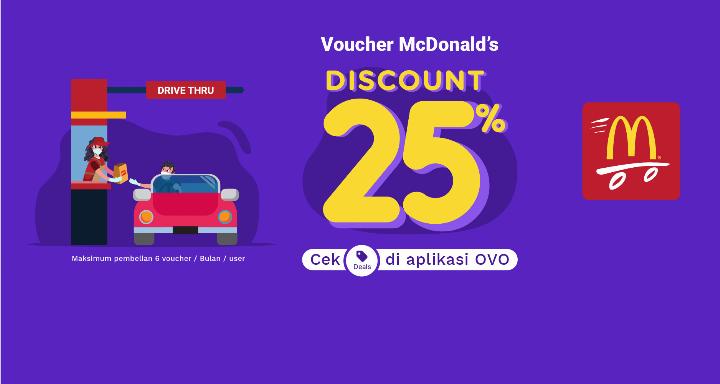 Voucher McDonald's
DISCOUNT
25%
DRIVE THRU
Maksimum pembelian 6 voucher / Bulan / user
Cek Deals di aplikasi OVO